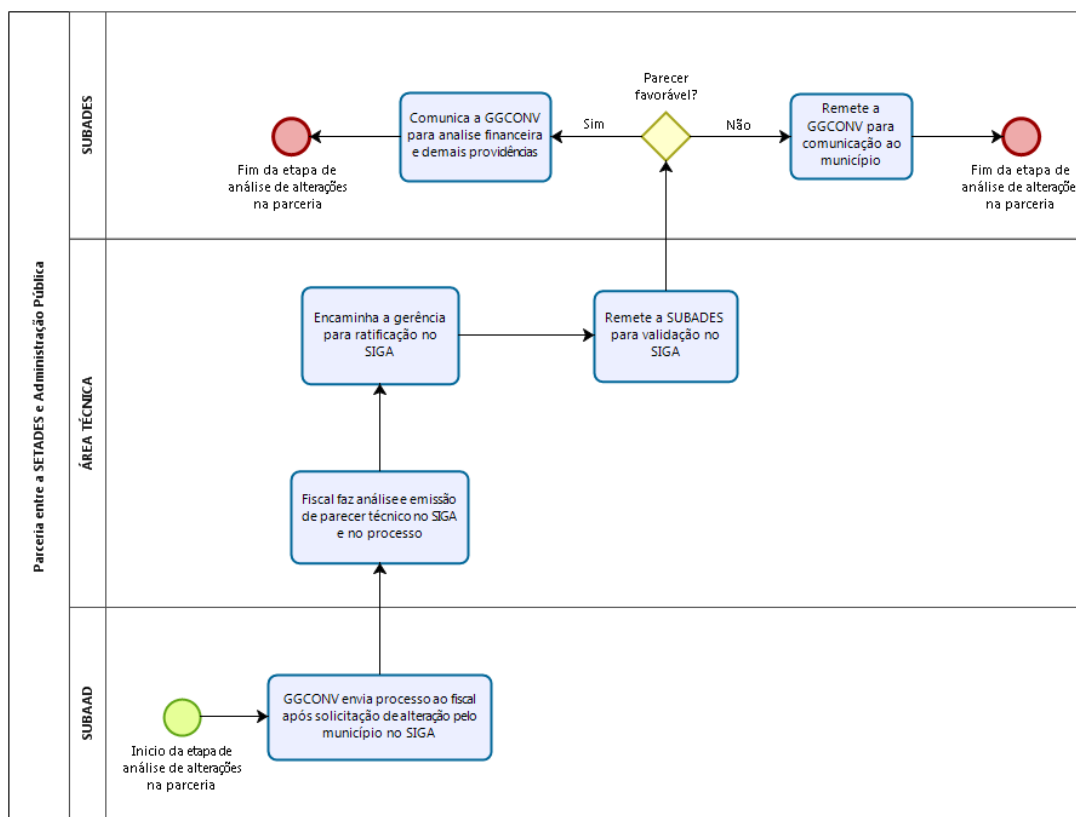 Parceria entre a SETADES e Administração Pública
SUBADES
Parecer
favorável?
Comunica a GGCONV
para analise financeira
e demais providências
Sim
Não
Remete a
GGCONV para
comunicação ao
município
Fim da etapa de
análise de alterações
na parceria
Fim da etapa de
análise de alterações
na parceria
ÁREA TÉCNICA
Encaminha a gerência
para ratificação no
SIGA
Remete a SUBADES
para validação no
SIGA
Fiscal faz análise e emissão
de parecer técnico no SIGA
e no processo
SUBAAD
GGCONV envia processo ao fiscal
após solicitação de alteração pelo
município no SIGA
Inicio da etapa de
análise de alterações
na parceria